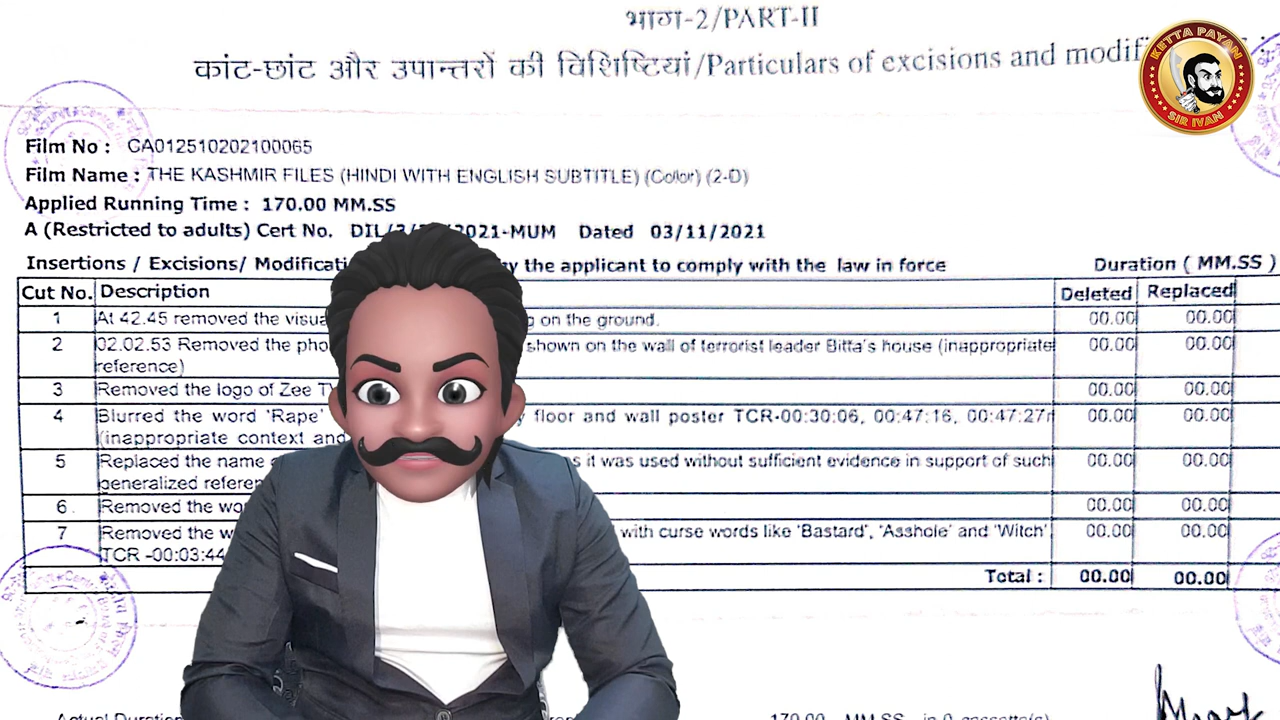 भाग-2/PART-II
कांट-छांट और उपान्तरों की विशिष्टियां/Particulars of excisions and modif
KETTA PAYAN
SIR IVAN
Film No : CA012510202100065
Film Name : THE KASHMIR FILES (HINDI WITH ENGLISH SUBTITLE) (Color) (2-D)
Applied Running Time : 170.00 MM.SS
A (Restricted to adults) Cert No. DIL/3/ 2021-MUM Dated 03/11/2021
Insertions / Excisions/ Modificati by the applicant to comply with the law in force Duration ( MM.SS )
Cut No. Description Deleted Replaced
1 At 42.45 removed the visua on the ground. 00.00 00.00
2 02.02.53 Removed the pho shown on the wall of terrorist leader Bitta's house (inappropriate 00.00 00.00
reference)
3 Removed the logo of Zee T 00.00 00.00
4 Blurred the word 'Rape' floor and wall poster TCR-00:30:06, 00:47:16, 00:47:27 00.00 00.00
(inappropriate context and
5 Replaced the name s it was used without sufficient evidence in support of such 00.00 00.00
generalized referen
6. Removed the wo 00.00 00.00
7 Removed the w with curse words like 'Bastard', 'Asshole' and 'Witch' 00.00 00.00
TCR -00:03:44
Total : 00.00 00.00
Actual Duration 170.00 MM.SS in 0 cassette(s)